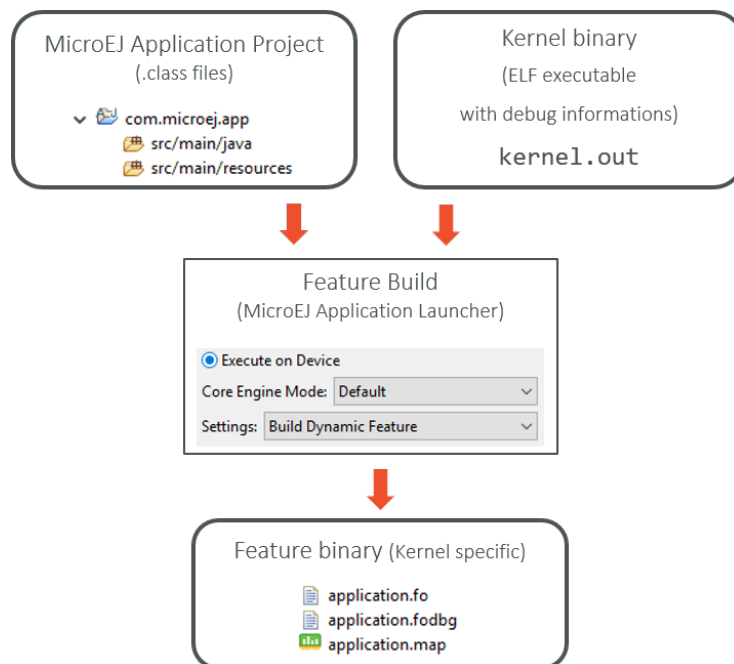 MicroEJ Application Project
(.class files)
com.microej.app
src/main/java
src/main/resources
Kernel binary
(ELF executable
with debug informations)
kernel.out
Feature Build
(MicroEJ Application Launcher)
Execute on Device
Core Engine Mode: Default
Settings: Build Dynamic Feature
Feature binary (Kernel specific)
application.fo
application.fodbg
application.map